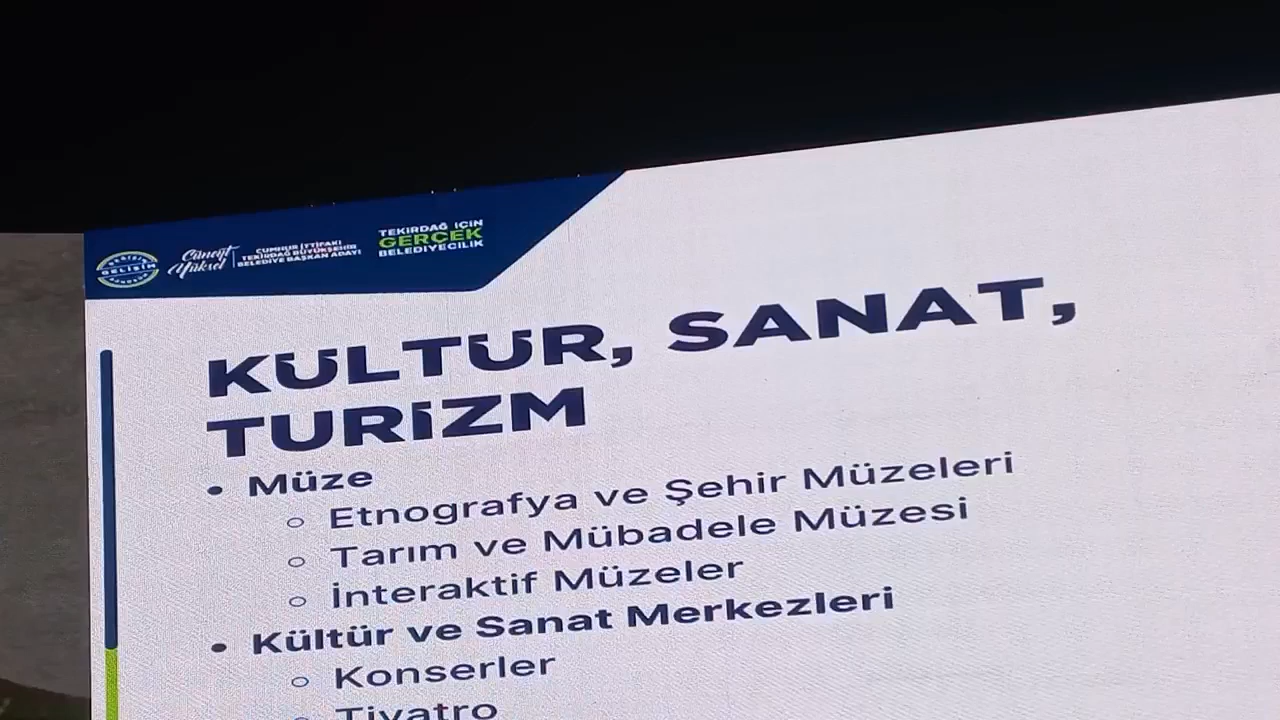 GELİŞİM
Cüneyt
Yüksel
CUMHUR İTTİFAKI
TEKİRDAĞ BÜYÜKŞEHİR
BELEDİYE BAŞKAN ADAYI
TEKİRDAĞ İÇİN
GERÇEK
BELEDİYECİLİK
KÜLTÜR, SANAT,
TURİZM
• Müze
○ Etnografya ve Şehir Müzeleri
○ Tarım ve Mübadele Müzesi
○ İnteraktif Müzeler
• Kültür ve Sanat Merkezleri
○ Konserler
○ Tiyatro